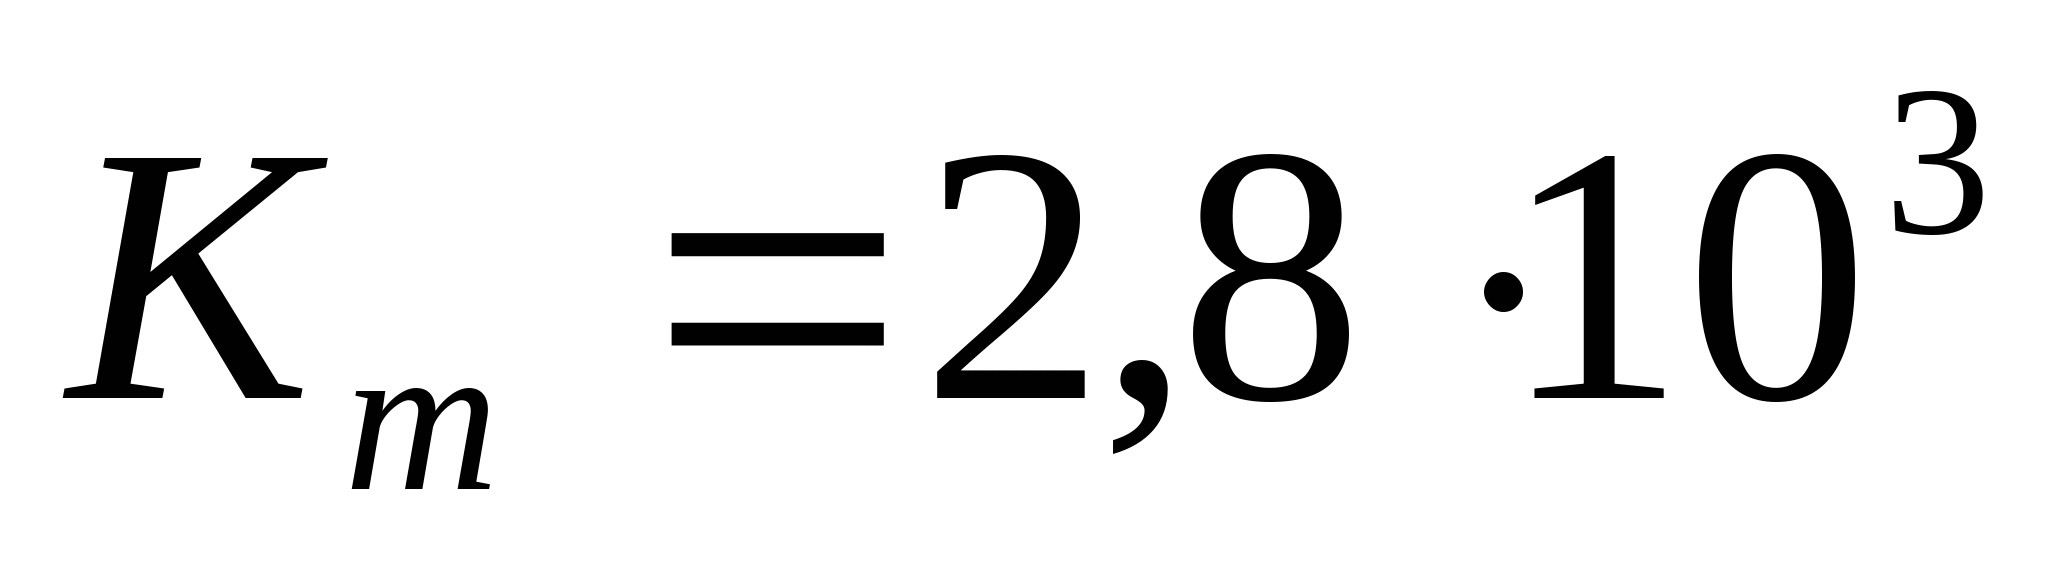 K_m = 2,8 · 10^3